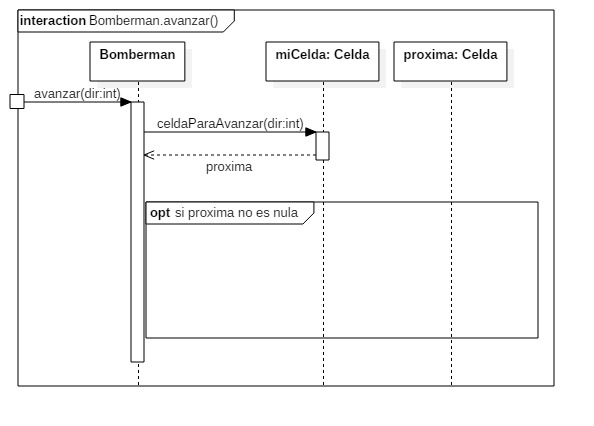 interaction Bomberman.avanzar()
Bomberman
miCelda: Celda
proxima: Celda
avanzar(dir:int)
celdaParaAvanzar(dir:int)
proxima
opt si proxima no es nula